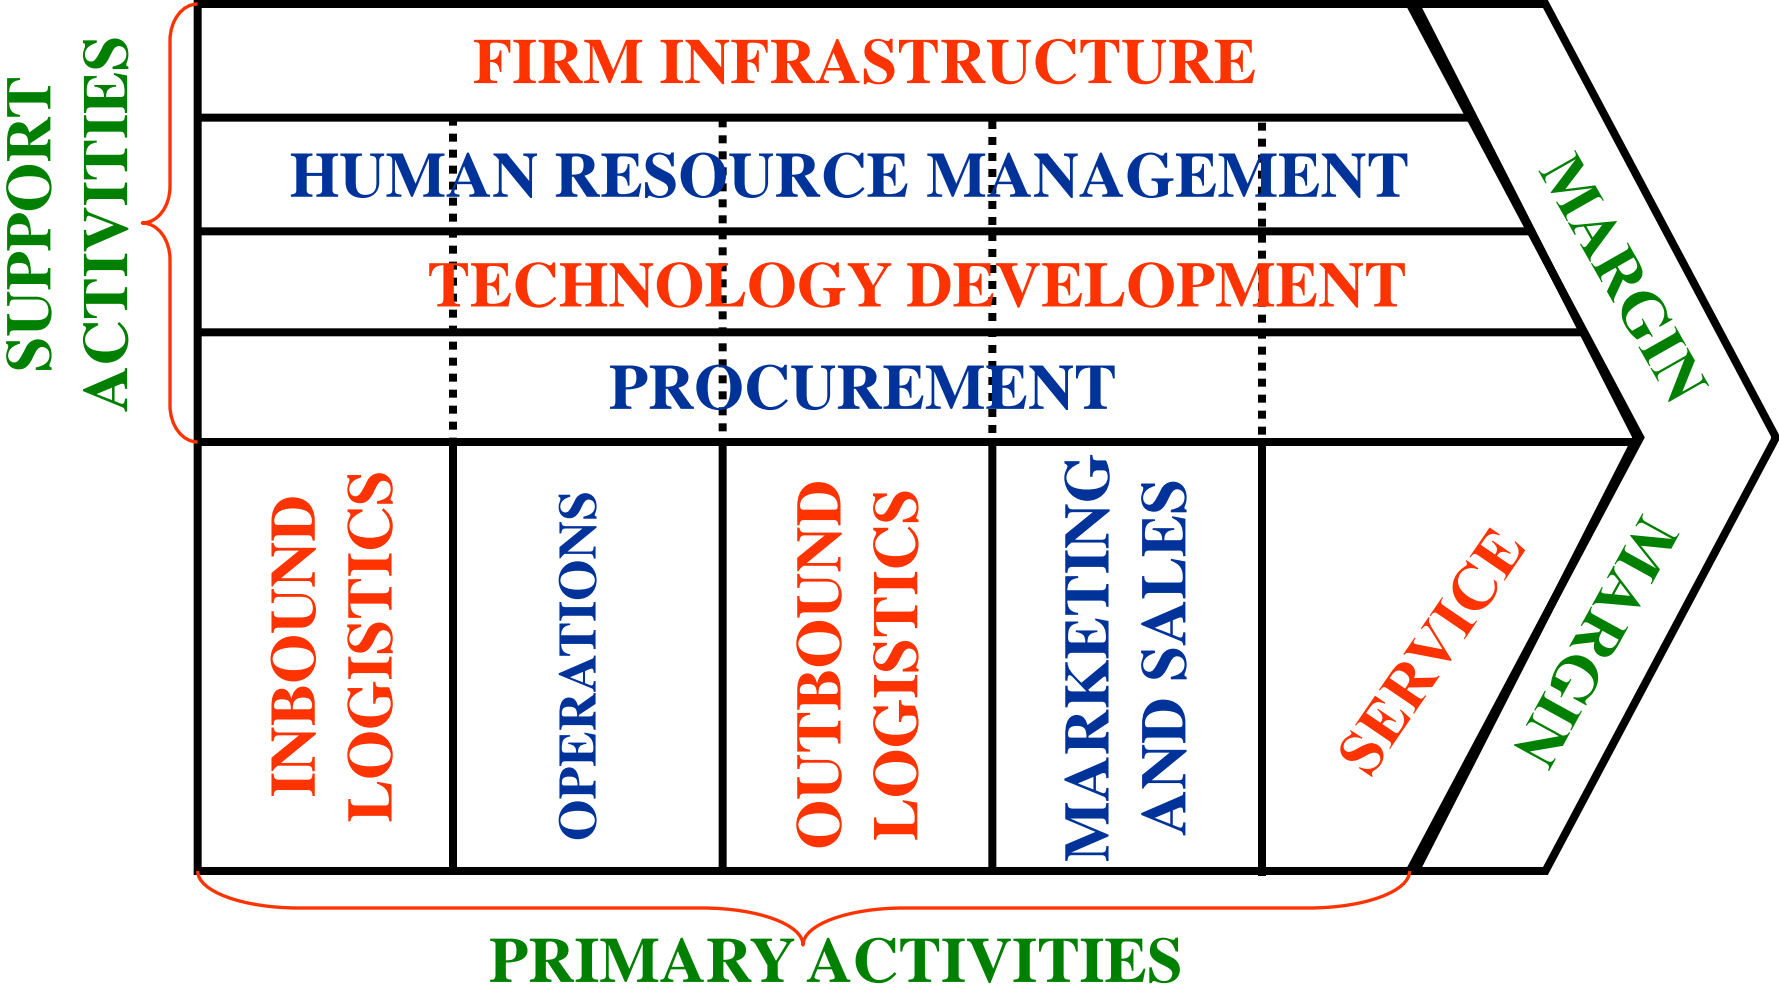 SUPPORT
ACTIVITIES
FIRM INFRASTRUCTURE
HUMAN RESOURCE MANAGEMENT
TECHNOLOGY DEVELOPMENT
PROCUREMENT
MARGIN
INBOUND
LOGISTICS
OPERATIONS
OUTBOUND
LOGISTICS
MARKETING
AND SALES
SERVICE
MARGIN
PRIMARY ACTIVITIES